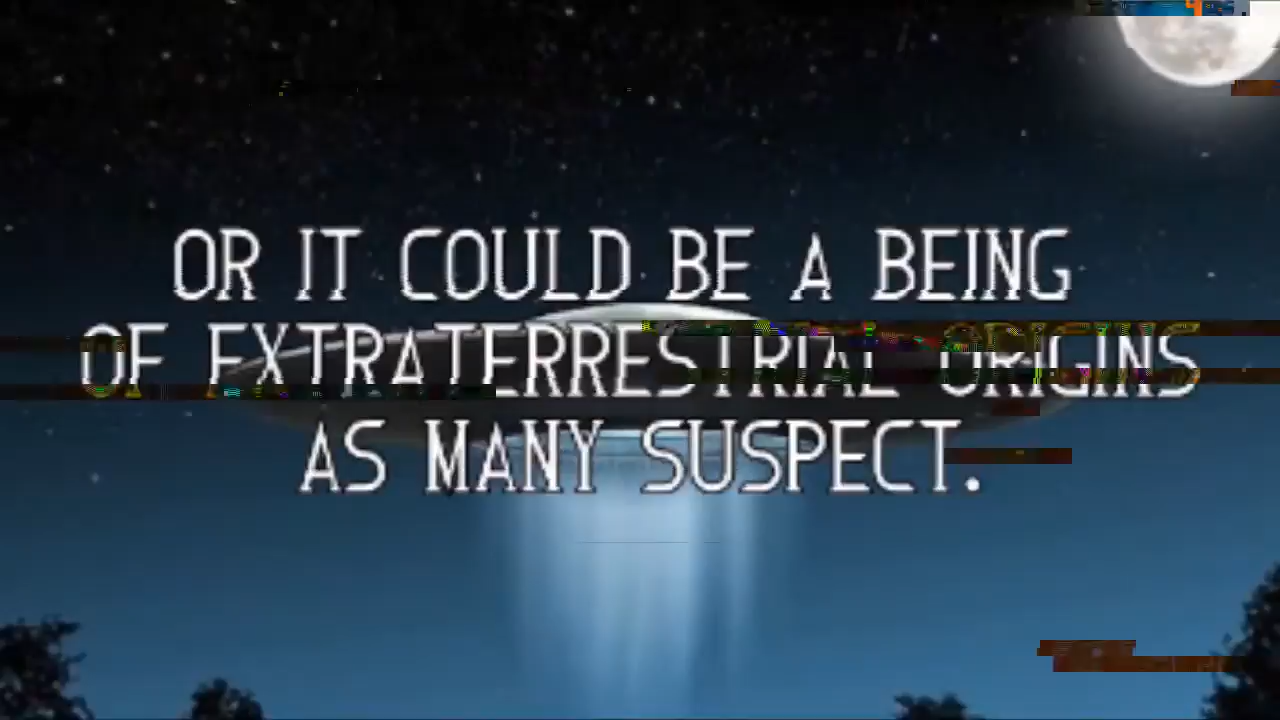 OR IT COULD BE A BEING
OF EXTRATERRESTRIAL ORIGINS
AS MANY SUSPECT.